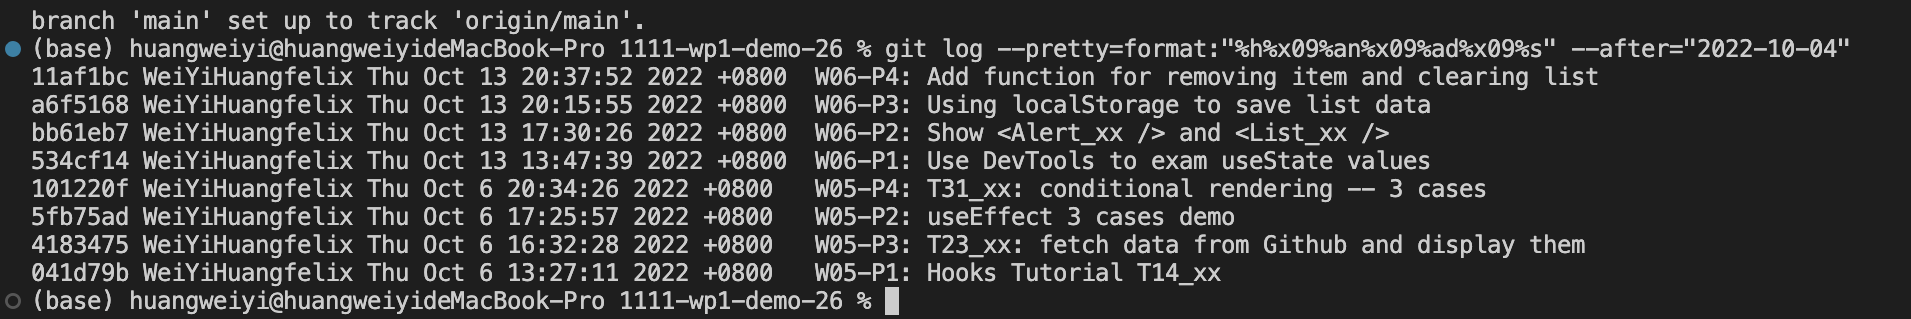 branch 'main' set up to track 'origin/main'.
(base) huangweiyi@huangweiyideMacBook-Pro 1111-wp1-demo-26 % git log --pretty=format:"%h%x09%an%x09%ad%x09%s" --after="2022-10-04"
11af1bc WeiYiHuangfelix Thu Oct 13 20:37:52 2022 +0800  W06-P4: Add function for removing item and clearing list
a6f5168 WeiYiHuangfelix Thu Oct 13 20:15:55 2022 +0800  W06-P3: Using localStorage to save list data
bb61eb7 WeiYiHuangfelix Thu Oct 13 17:30:26 2022 +0800  W06-P2: Show <Alert_xx /> and <List_xx />
534cf14 WeiYiHuangfelix Thu Oct 13 13:47:39 2022 +0800  W06-P1: Use DevTools to exam useState values
101220f WeiYiHuangfelix Thu Oct 6 20:34:26 2022 +0800   W05-P4: T31_xx: conditional rendering -- 3 cases
5fb75ad WeiYiHuangfelix Thu Oct 6 17:25:57 2022 +0800   W05-P2: useEffect 3 cases demo
4183475 WeiYiHuangfelix Thu Oct 6 16:32:28 2022 +0800   W05-P3: T23_xx: fetch data from Github and display them
041d79b WeiYiHuangfelix Thu Oct 6 13:27:11 2022 +0800   W05-P1: Hooks Tutorial T14_xx
(base) huangweiyi@huangweiyideMacBook-Pro 1111-wp1-demo-26 %